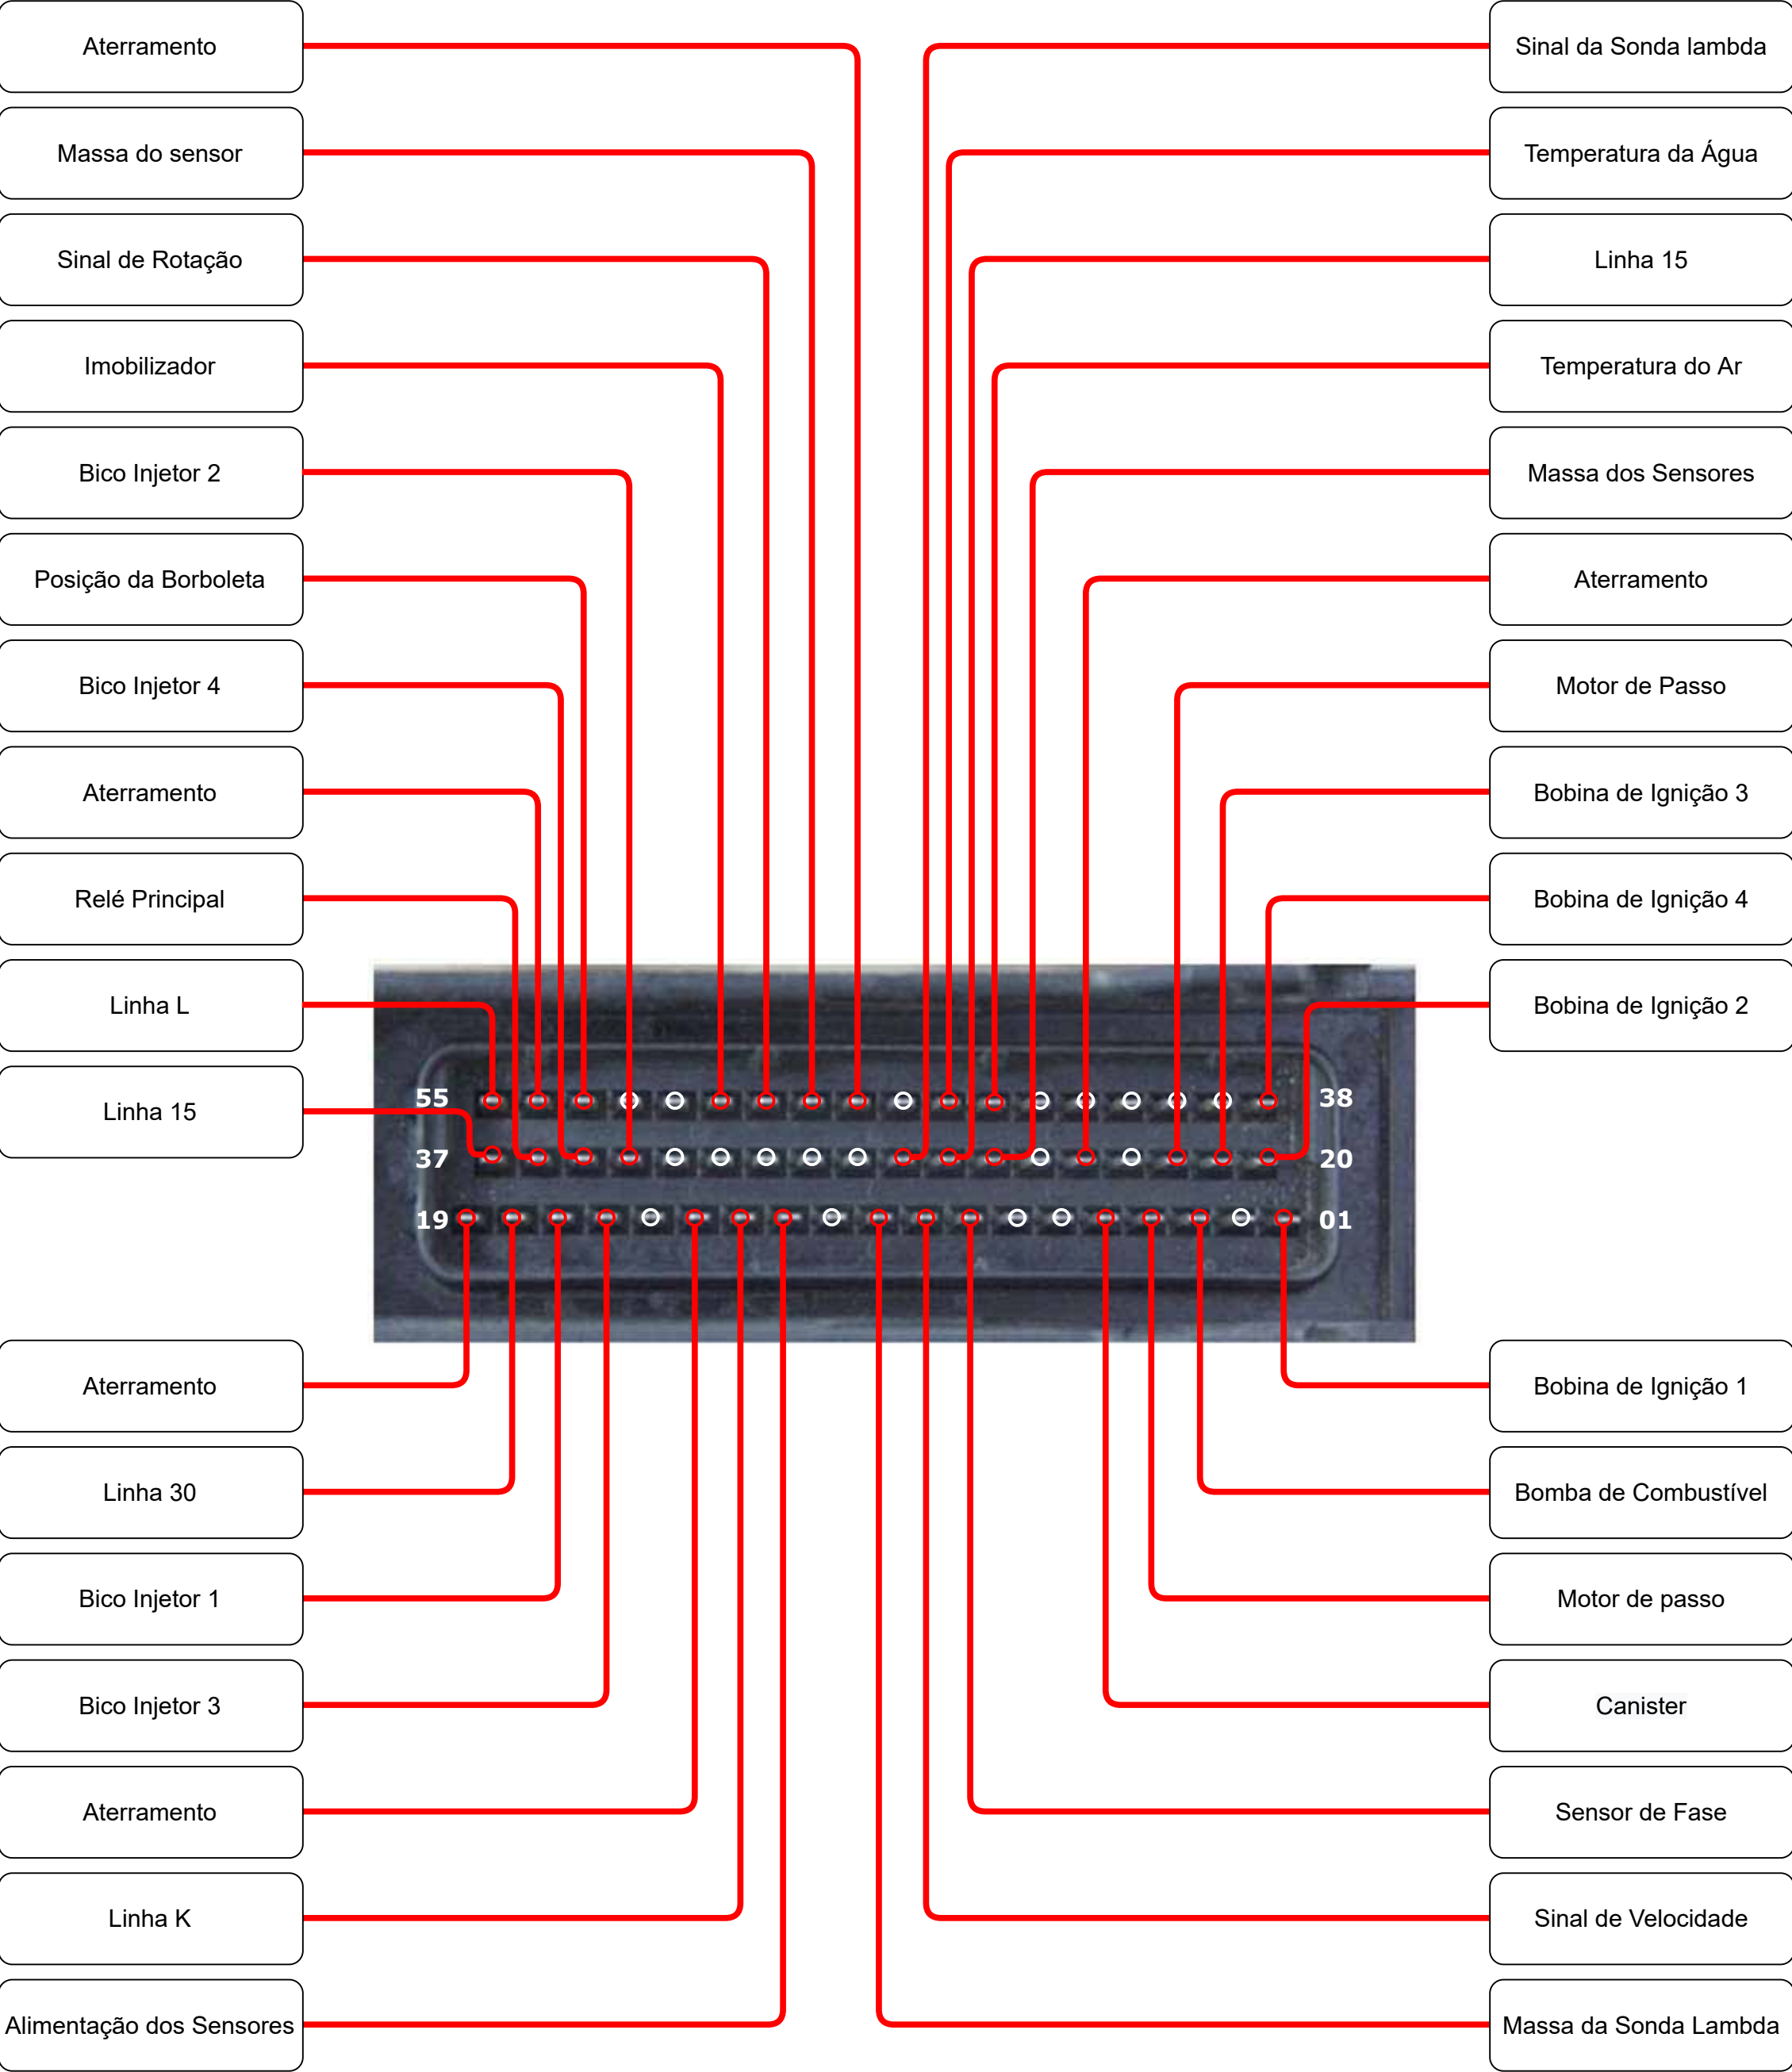 Aterramento
Sinal da Sonda lambda
Massa do sensor
Temperatura da Água
Sinal de Rotação
Linha 15
Imobilizador
Temperatura do Ar
Bico Injetor 2
Massa dos Sensores
Posição da Borboleta
Aterramento
Bico Injetor 4
Motor de Passo
Aterramento
Bobina de Ignição 3
Relé Principal
Bobina de Ignição 4
Linha L
Bobina de Ignição 2
55
38
Linha 15
37
20
19
01
Aterramento
Bobina de Ignição 1
Linha 30
Bomba de Combustível
Bico Injetor 1
Motor de passo
Bico Injetor 3
Canister
Aterramento
Sensor de Fase
Linha K
Sinal de Velocidade
Alimentação dos Sensores
Massa da Sonda Lambda